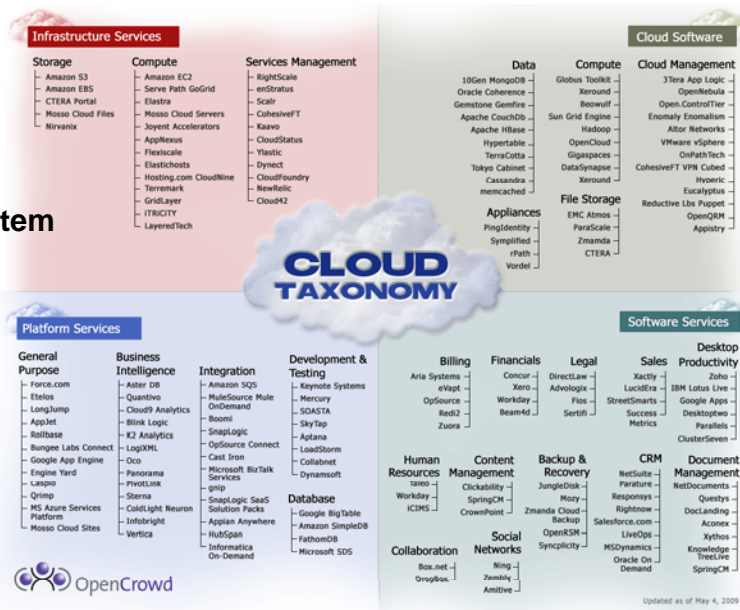 Infrastructure Services
Storage
Amazon S3
Amazon EBS
CTERA Portal
Mosso Cloud Files
Nirvanix
Compute
Amazon EC2
Serve Path GoGrid
Elastra
Mosso Cloud Servers
Joyent Accelerators
AppNexus
Flexiscale
Elastichosts
Hosting.com CloudNine
Terremark
GridLayer
ITRICITY
LayeredTech
Services Management
RightScale
enStratus
Scalr
CohesiveFT
Kaavo
CloudStatus
Ylastic
Dynect
CloudFoundry
NewRelic
Cloud42
Cloud Software
Data
10Gen MongoDB
Oracle Coherence
Gemstone Gemfire
Apache CouchDb
Apache HBase
Hypertable
TerraCotta
Tokyo Cabinet
Cassandra
memcached
Appliances
PingIdentity
Symplified
rPath
Vordel
Compute
Globus Toolkit
Xeround
Beowulf
Sun Grid Engine
Hadoop
OpenCloud
Gigaspaces
DataSynapse
Xeround
File Storage
EMC Atmos
ParaScale
Zmanda
CTERA
Cloud Management
3Tera App Logic
OpenNebula
Open.ControlTier
Enomaly Enomalism
Altor Networks
VMware vSphere
OnPathTech
CohesiveFT VPN Cubed
Hyperic
Eucalyptus
Reductive Lbs Puppet
OpenQRM
Appistry
tem
CLOUD
TAXONOMY
Platform Services
General
Purpose
Force.com
Etelos
LongJump
AppJet
Rollbase
Bungee Labs Connect
Google App Engine
Engine Yard
Caspio
Qrimp
MS Azure Services
Platform
Mosso Cloud Sites
Business
Intelligence
Aster DB
Quantivo
Cloud9 Analytics
Blink Logic
K2 Analytics
LogiXML
Oco
Panorama
PivotLink
Sterna
ColdLight Neuron
Infobright
Vertica
Integration
Amazon SQS
MuleSource Mule
OnDemand
Boomi
SnapLogic
OpSource Connect
Cast Iron
Microsoft BizTalk
Services
gnip
SnapLogic SaaS
Solution Packs
Appian Anywhere
HubSpan
Informatica
On-Demand
Development &
Testing
Keynote Systems
Mercury
SOASTA
SkyTap
Aptana
LoadStorm
Collabnet
Dynamsoft
Database
Google BigTable
Amazon SimpleDB
FathomDB
Microsoft SDS
Software Services
Billing
Aria Systems
eVapt
OpSource
Redi2
Zuora
Financials
Concur
Xero
Workday
Beam4d
Legal
DirectLaw
Advologix
Fios
Sertifi
Sales
Xactly
LucidEra
StreetSmarts
Success
Metrics
Desktop
Productivity
Zoho
IBM Lotus Live
Google Apps
Desktoptwo
Parallels
ClusterSeven
Human
Resources
Taleo
Workday
iCIMS
Content
Management
Clickability
SpringCM
CrownPoint
Backup &
Recovery
JungleDisk
Mozy
Zmanda Cloud
Backup
OpenRSM
Syncplicity
CRM
NetSuite
Parature
Responsys
Rightnow
Salesforce.com
LiveOps
MSDynamics
Oracle On
Demand
Document
Management
NetDocuments
Questys
DocLanding
Aconex
Xythos
Knowledge
TreeLive
SpringCM
Collaboration
Box.net
DropBox
Social
Networks
Ning
Zembly
Amitive
OpenCrowd
Updated as of May 4, 2009